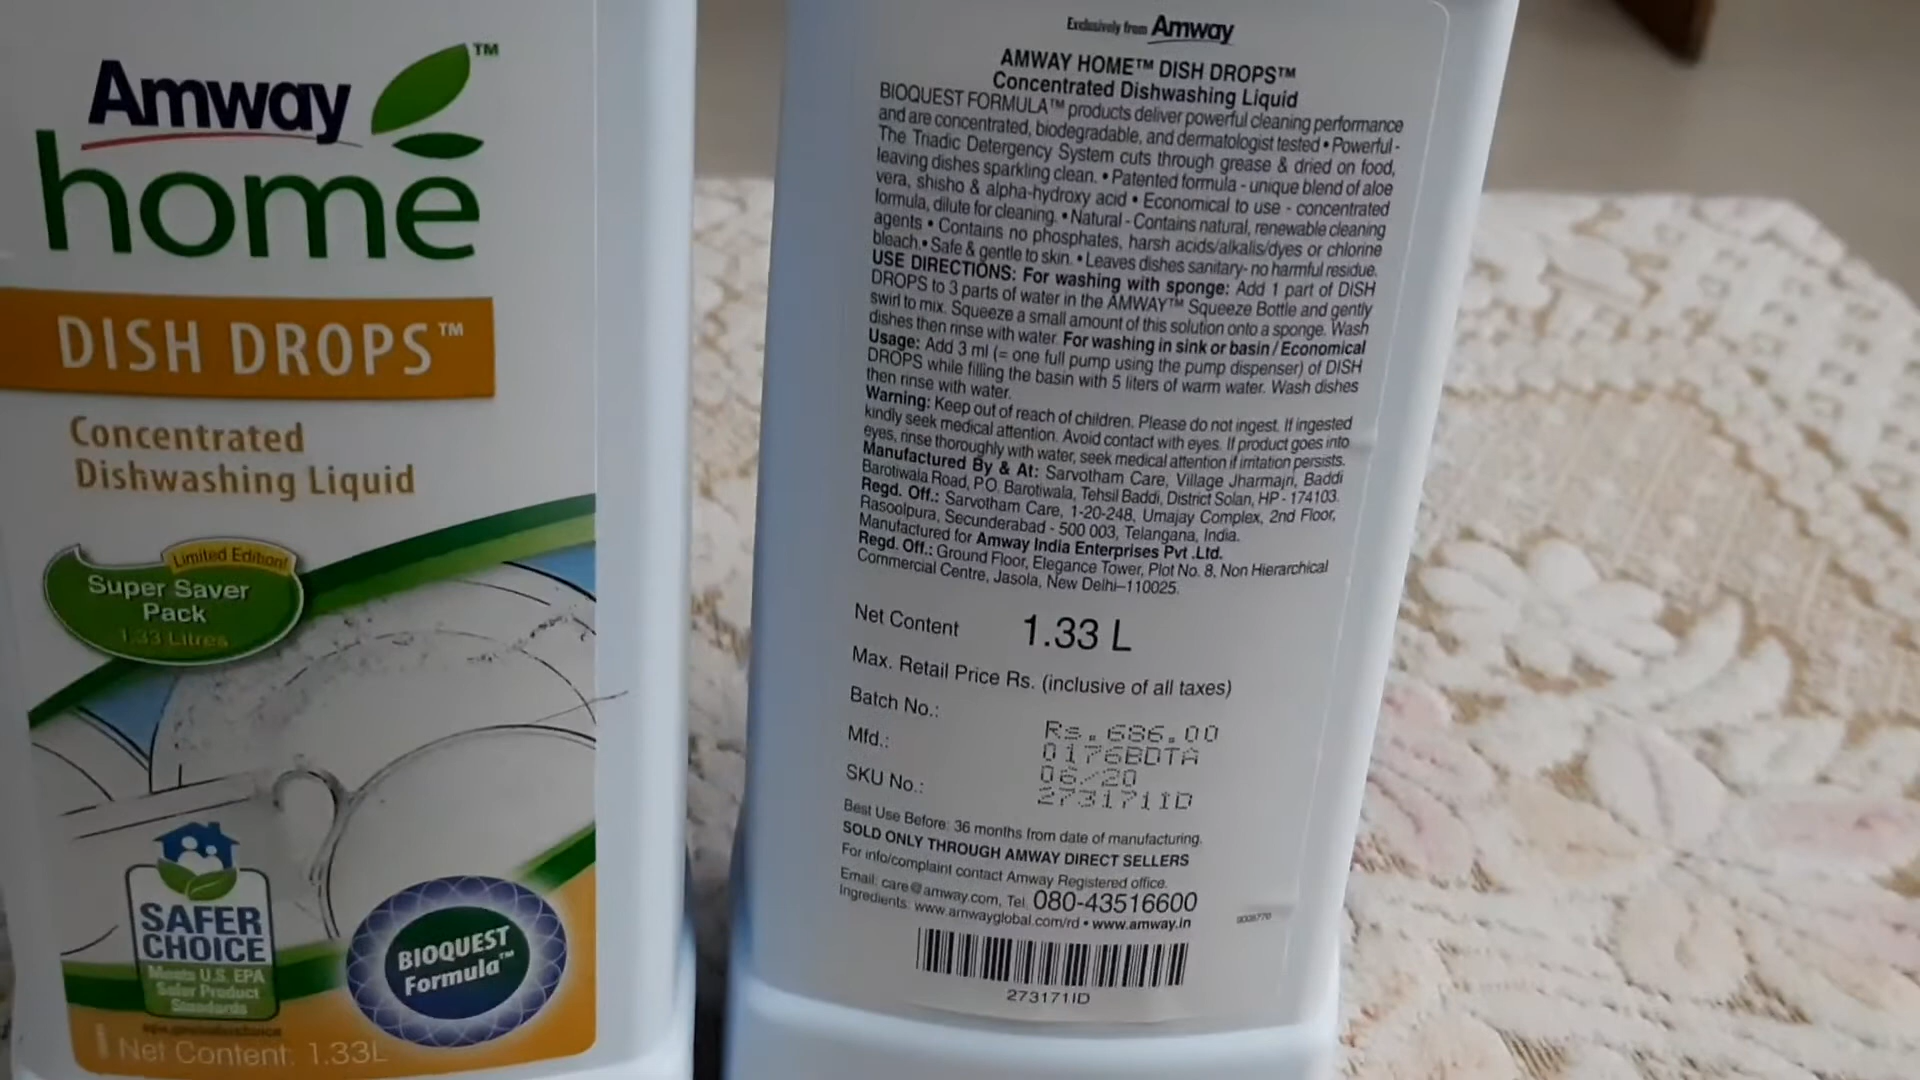 Amway
home™
DISH DROPS™
Concentrated
Dishwashing Liquid
Limited Edition!
Super Saver
Pack
1.33 Litres
SAFER
CHOICE
Meets U.S. EPA
Safer Product
Standards
BIOQUEST
Formula™
Net Content: 1.33L
Exclusively from Amway
AMWAY HOME™ DISH DROPS™
Concentrated Dishwashing Liquid
BIOQUEST FORMULA™ products deliver powerful cleaning performance
and are concentrated, biodegradable, and dermatologist tested • Powerful -
The Triadic Detergency System cuts through grease & dried on food,
leaving dishes sparkling clean. • Patented formula - unique blend of aloe
vera, shisho & alpha-hydroxy acid • Economical to use - concentrated
formula, dilute for cleaning. • Natural - Contains natural, renewable cleaning
agents • Contains no phosphates, harsh acids/alkalis/dyes or chlorine
bleach. • Safe & gentle to skin. • Leaves dishes sanitary- no harmful residue.
USE DIRECTIONS: For washing with sponge: Add 1 part of DISH
DROPS to 3 parts of water in the AMWAY™ Squeeze Bottle and gently
swirl to mix. Squeeze a small amount of this solution onto a sponge. Wash
dishes then rinse with water. For washing in sink or basin / Economical
Usage: Add 3 ml (= one full pump using the pump dispenser) of DISH
DROPS while filling the basin with 5 liters of warm water. Wash dishes
then rinse with water.
Warning: Keep out of reach of children. Please do not ingest. If ingested
kindly seek medical attention. Avoid contact with eyes. If product goes into
eyes, rinse thoroughly with water, seek medical attention if irritation persists.
Manufactured By & At: Sarvotham Care, Village Jharmajri, Baddi
Barotiwala Road, P.O. Barotiwala, Tehsil Baddi, District Solan, HP - 174103.
Regd. Off.: Sarvotham Care, 1-20-248, Umajay Complex, 2nd Floor,
Rasoolpura, Secunderabad - 500 003, Telangana, India.
Manufactured for Amway India Enterprises Pvt .Ltd.
Regd. Off.: Ground Floor, Elegance Tower, Plot No. 8, Non Hierarchical
Commercial Centre, Jasola, New Delhi–110025.
Net Content 1.33 L
Max. Retail Price Rs. (inclusive of all taxes)
Rs.686.00
Batch No.: 0176BDTA
Mfd.: 06/20
SKU No.: 273171ID
Best Use Before: 36 months from date of manufacturing.
SOLD ONLY THROUGH AMWAY DIRECT SELLERS
For info/complaint contact Amway Registered office.
Email: care@amway.com, Tel. 080-43516600
Ingredients: www.amwayglobal.com/rd • www.amway.in
273171ID